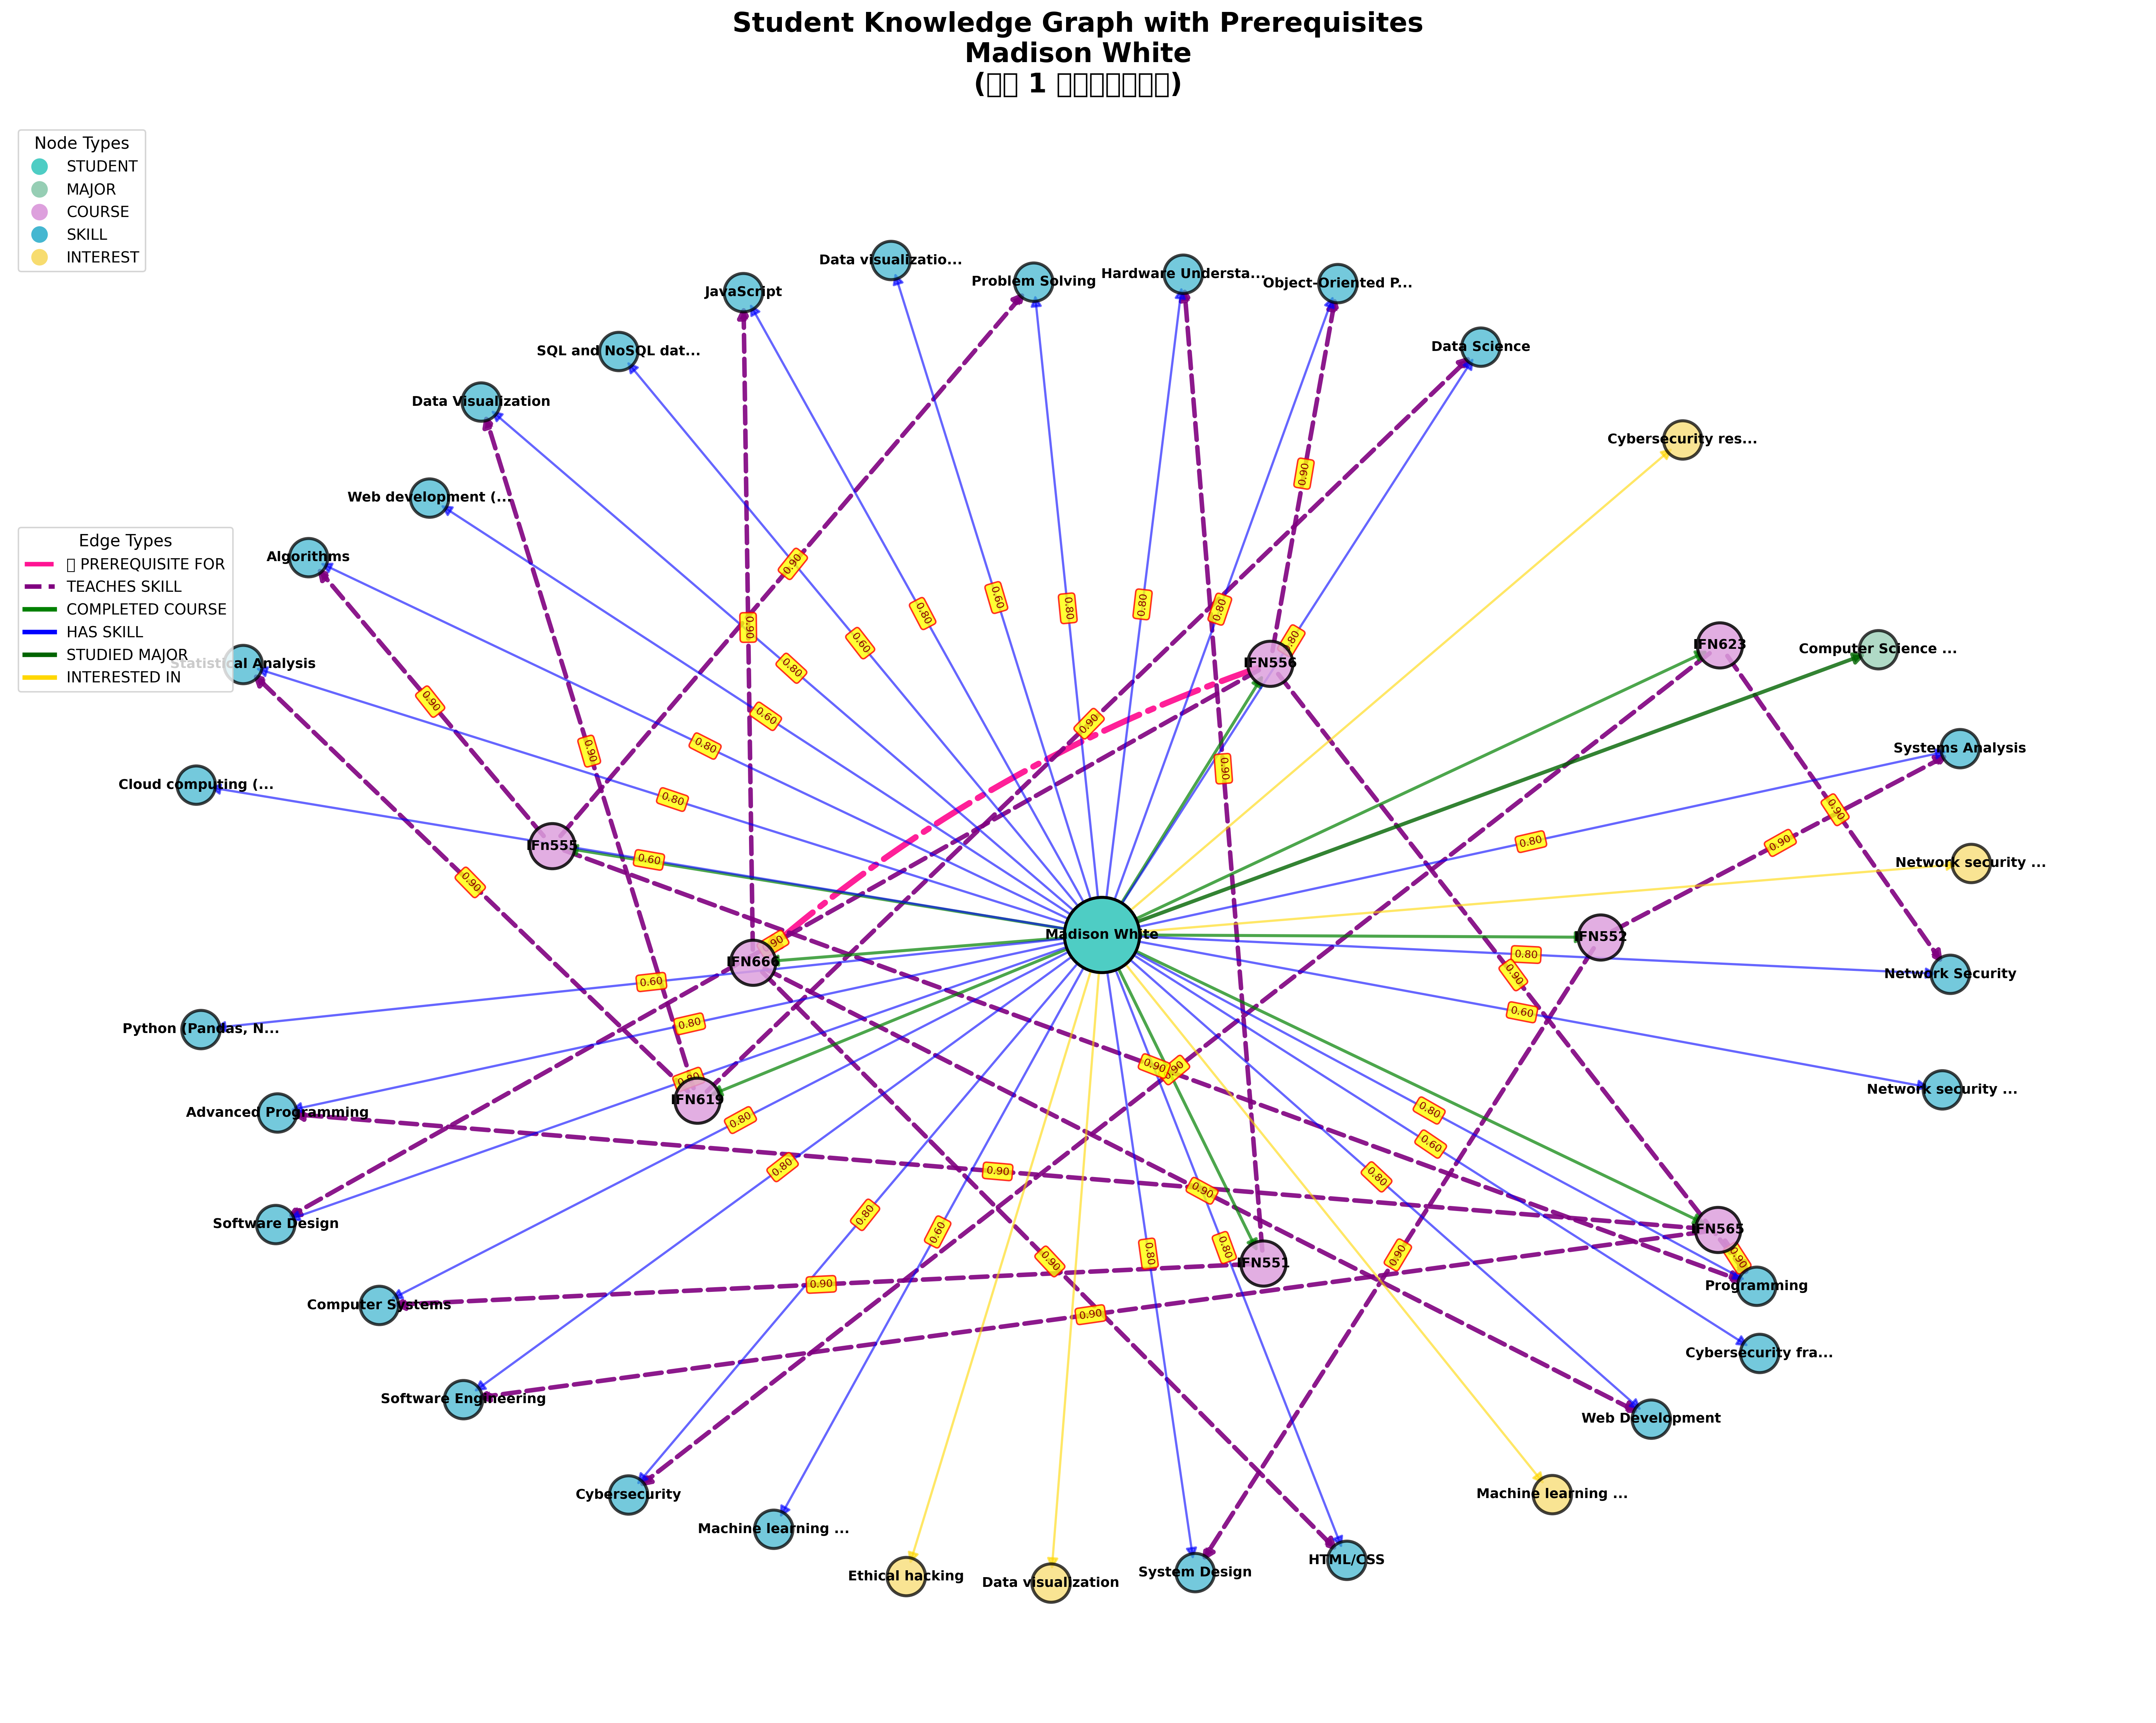 Student Knowledge Graph with Prerequisites
Madison White
(□□ 1 □□□□□□□)
Node Types
STUDENT
MAJOR
COURSE
SKILL
INTEREST
Edge Types
□ PREREQUISITE FOR
TEACHES SKILL
COMPLETED COURSE
HAS SKILL
STUDIED MAJOR
INTERESTED IN
Data visualizatio...
Problem Solving
Hardware Understa...
Object-Oriented P...
JavaScript
SQL and NoSQL dat...
Data Science
Data Visualization
Cybersecurity res...
0.90
Web development (...
Algorithms
0.90
0.60
0.80
0.80
0.80
0.80
0.90
0.60
0.80
IFN556
IFN623
Computer Science ...
Statistical Analysis
0.80
0.90
0.60
0.90
0.80
0.90
Systems Analysis
Cloud computing (...
0.90
0.80
0.90
IFn555
0.90
0.80
0.60
Network security ...
0.90
Madison White
IFN552
0.90
IFN666
0.80
0.90
Network Security
0.60
0.60
Python (Pandas, N...
0.80
0.90
0.90
0.80
Network security ...
IFN619
Advanced Programming
0.80
0.80
0.60
0.80
0.90
0.80
0.90
Software Design
0.80
0.60
IFN565
0.80
0.80
0.90
0.90
0.90
IFN551
0.90
Programming
Computer Systems
0.90
Cybersecurity fra...
Software Engineering
Web Development
Cybersecurity
Machine learning ...
Machine learning ...
HTML/CSS
System Design
Ethical hacking
Data visualization